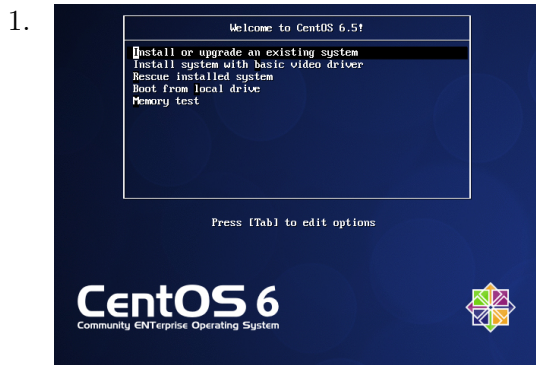 1.
Welcome to CentOS 6.5!
Install or upgrade an existing system
Install system with basic video driver
Rescue installed system
Boot from local drive
Memory test
Press [Tab] to edit options
CentOS 6
Community ENTerprise Operating System